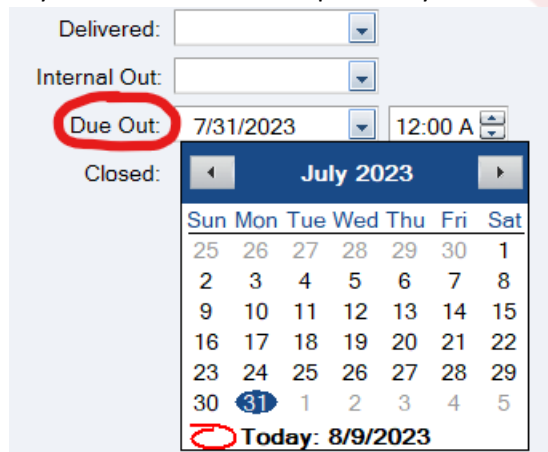 Delivered:
Internal Out:
Due Out: 7/31/2023 12:00 A
Closed:
July 2023
Sun Mon Tue Wed Thu Fri Sat
25 26 27 28 29 30 1
2 3 4 5 6 7 8
9 10 11 12 13 14 15
16 17 18 19 20 21 22
23 24 25 26 27 28 29
30 31 1 2 3 4 5
Today: 8/9/2023